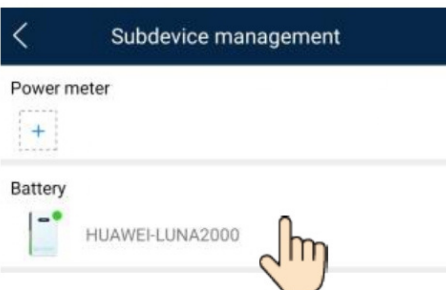 Subdevice management
Power meter
+
Battery
HUAWEI-LUNA2000